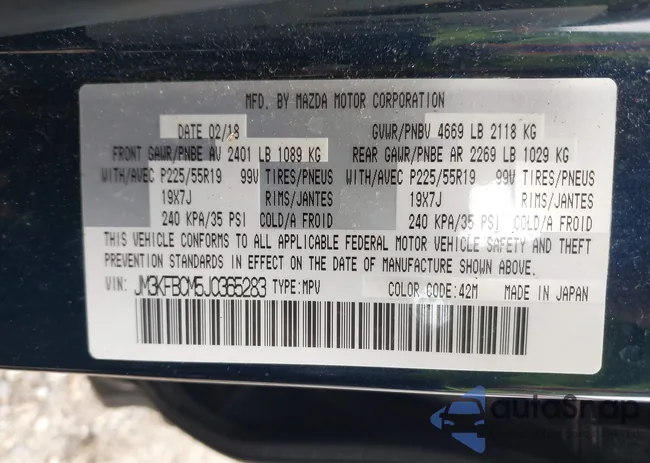 MFD. BY MAZDA MOTOR CORPORATION
DATE 02/18 GVWR/PNBV 4669 LB 2118 KG
FRONT GAWR/PNBE AV 2401 LB 1089 KG REAR GAWR/PNBE AR 2269 LB 1029 KG
WITH/AVEC P225/55R19 99V TIRES/PNEUS WITH/AVEC P225/55R19 99V TIRES/PNEUS
19X7J RIMS/JANTES 19X7J RIMS/JANTES
240 KPA/35 PSI COLD/A FROID 240 KPA/35 PSI COLD/A FROID
THIS VEHICLE CONFORMS TO ALL APPLICABLE FEDERAL MOTOR VEHICLE SAFETY AND THEFT
PREVENTION STANDARDS IN EFFECT ON THE DATE OF MANUFACTURE SHOWN ABOVE.
VIN: JM3KFBCM5J0365283 TYPE:MPV COLOR CODE:42M MADE IN JAPAN
autoSnap